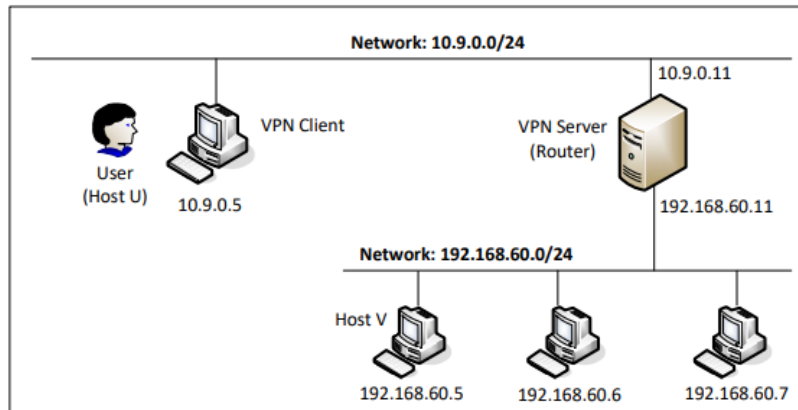 Network: 10.9.0.0/24
10.9.0.11
VPN Client
VPN Server
(Router)
User
(Host U)
10.9.0.5
192.168.60.11
Network: 192.168.60.0/24
Host V
192.168.60.5
192.168.60.6
192.168.60.7